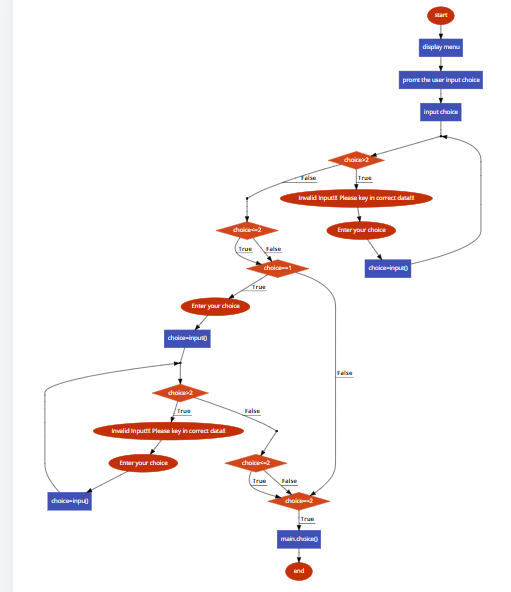 start
display menu
promt the user input choice
input choice
choice>2
False
True
Invalid Input!!! Please key in correct data!!!
choice<=2
Enter your choice
True
False
choice=input()
choice==1
True
Enter your choice
choice=input()
False
choice>2
True
False
Invalid Input!!! Please key in correct data!!!
Enter your choice
choice<=2
True
False
choice=input()
choice==2
True
main.choice()
end